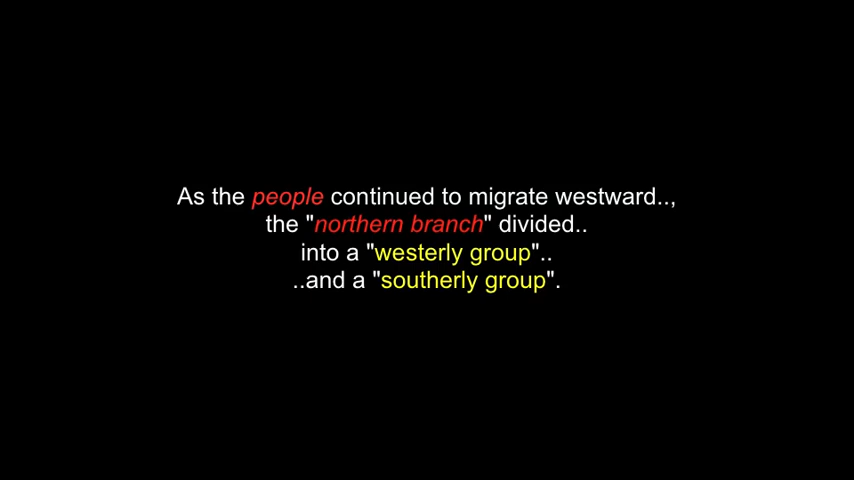 As the people continued to migrate westward..,
the "northern branch" divided..
into a "westerly group"..
..and a "southerly group".